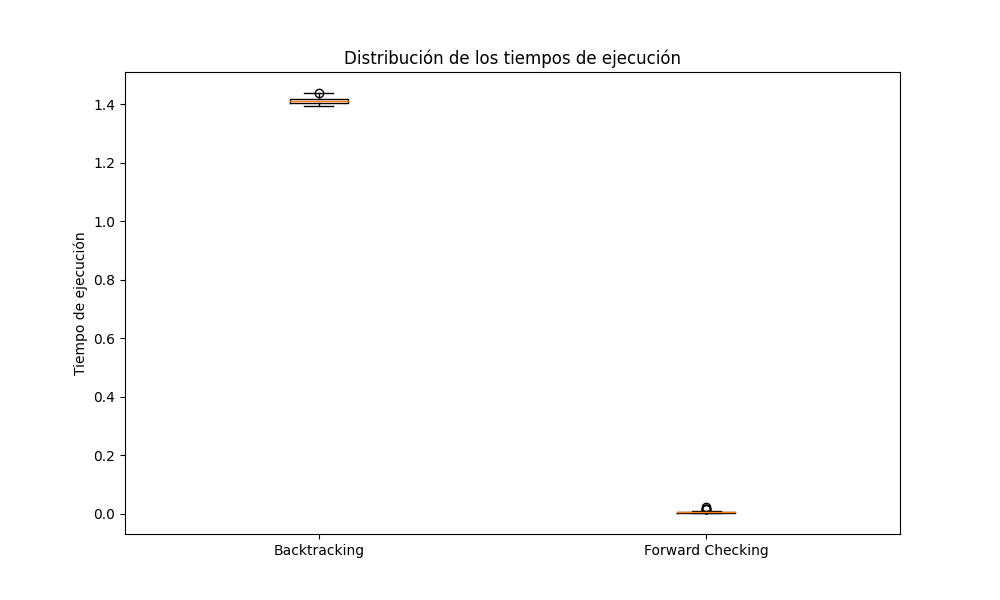 Distribución de los tiempos de ejecución
Tiempo de ejecución
1.4
1.2
1.0
0.8
0.6
0.4
0.2
0.0
Backtracking
Forward Checking